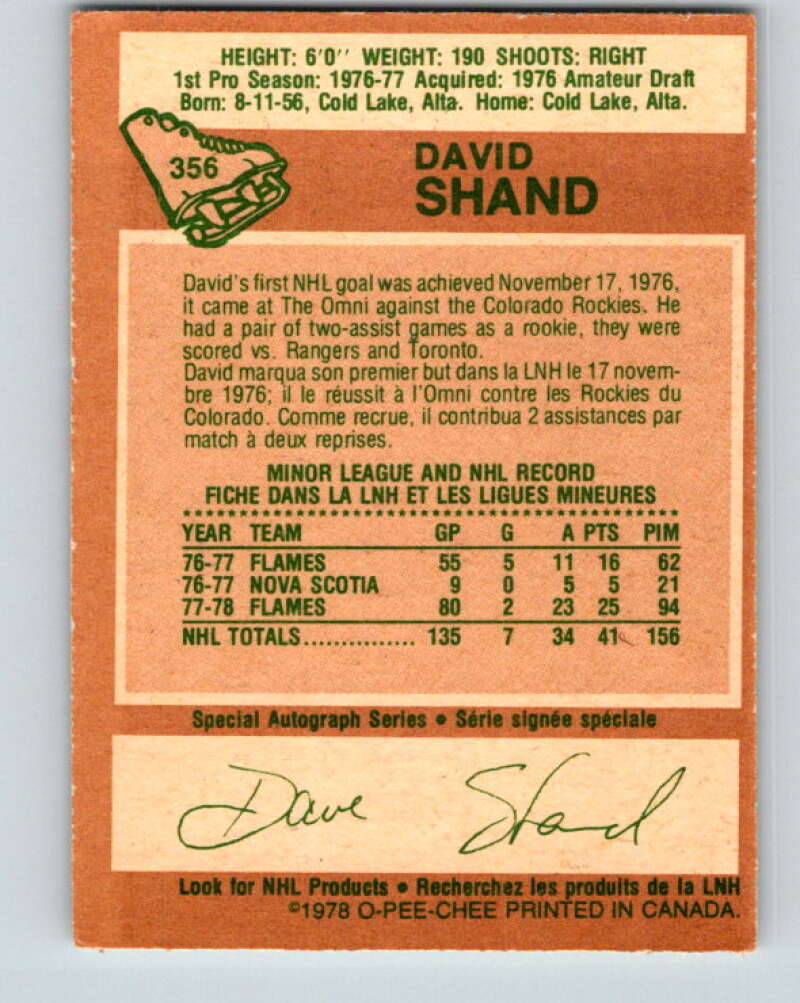 HEIGHT: 6'0'' WEIGHT: 190 SHOOTS: RIGHT
1st Pro Season: 1976-77 Acquired: 1976 Amateur Draft
Born: 8-11-56, Cold Lake, Alta. Home: Cold Lake, Alta.
356
DAVID
SHAND
David's first NHL goal was achieved November 17, 1976,
it came at The Omni against the Colorado Rockies. He
had a pair of two-assist games as a rookie, they were
scored vs. Rangers and Toronto.
David marqua son premier but dans la LNH le 17 novem-
bre 1976; il le réussit à l'Omni contre les Rockies du
Colorado. Comme recrue, il contribua 2 assistances par
match à deux reprises.
MINOR LEAGUE AND NHL RECORD
FICHE DANS LA LNH ET LES LIGUES MINEURES
YEAR TEAM GP G A PTS PIM
76-77 FLAMES 55 5 11 16 62
76-77 NOVA SCOTIA 9 0 5 5 21
77-78 FLAMES 80 2 23 25 94
NHL TOTALS............... 135 7 34 41 156
Special Autograph Series • Série signée spéciale
Dave Shand
Look for NHL Products • Recherchez les produits de la LNH
©1978 O-PEE-CHEE PRINTED IN CANADA.